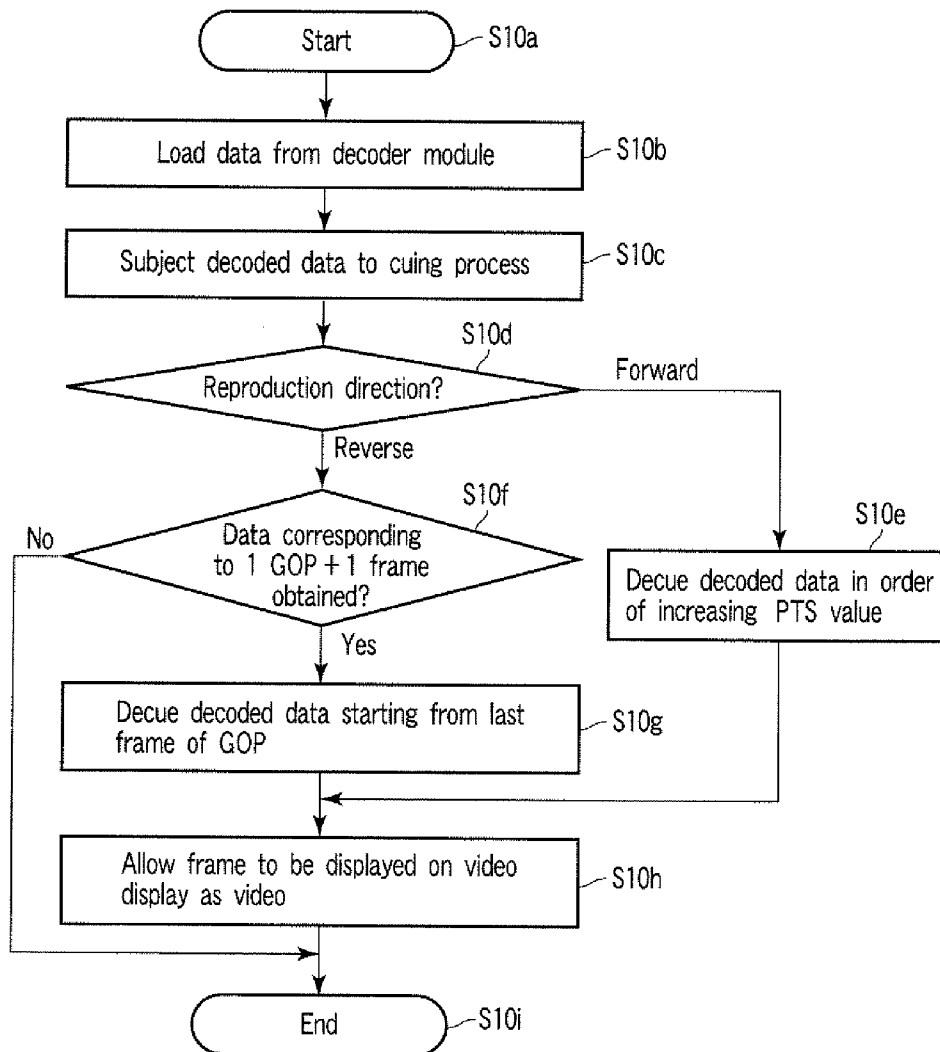 Start
S10a
Load data from decoder module
S10b
Subject decoded data to cuing process
S10c
S10d
Reproduction direction?
Forward
Reverse
S10f
No
Data corresponding
to 1 GOP+1 frame
obtained?
S10e
Decue decoded data in order
of increasing PTS value
Yes
Decue decoded data starting from last
frame of GOP
S10g
Allow frame to be displayed on video
display as video
S10h
End
S10i